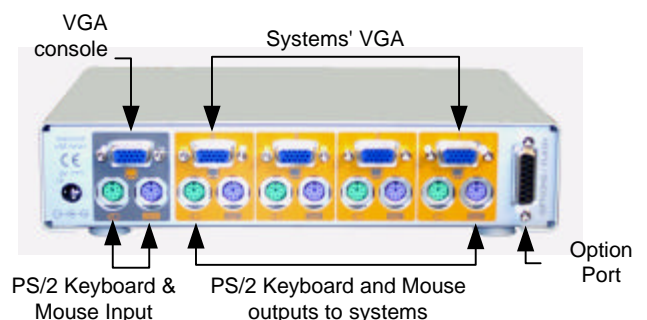 VGA
console
Systems' VGA
CE
PS/2 Keyboard &
Mouse Input
PS/2 Keyboard and Mouse
outputs to systems
Option
Port